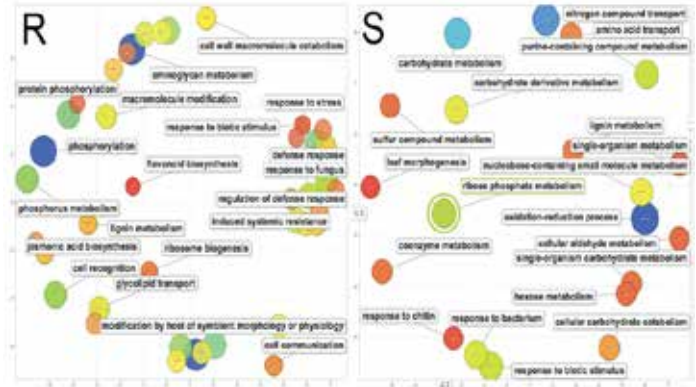 R
cell wall macromolecule catabolism
aminoglycan metabolism
protein phosphorylation
macromolecule modification
response to stress
response to biotic stimulus
phosphorylation
defense response
flavonoid biosynthesis
response to fungus
regulation of defense response
phosphorus metabolism
induced systemic resistance
lignin metabolism
jasmonic acid biosynthesis
ribosome biogenesis
cell recognition
glycolipid transport
modification by host of symbiont morphology or physiology
cell communication
S
nitrogen compound transport
amino acid transport
purine-containing compound metabolism
carbohydrate metabolism
carbohydrate derivative metabolism
lignin metabolism
sulfur compound metabolism
single-organism metabolism
leaf morphogenesis
nucleobase-containing small molecule metabolism
ribose phosphate metabolism
oxidation-reduction process
coenzyme metabolism
cellular aldehyde metabolism
single-organism carbohydrate metabolism
hexose metabolism
response to chitin
response to bacterium
cellular carbohydrate catabolism
response to biotic stimulus